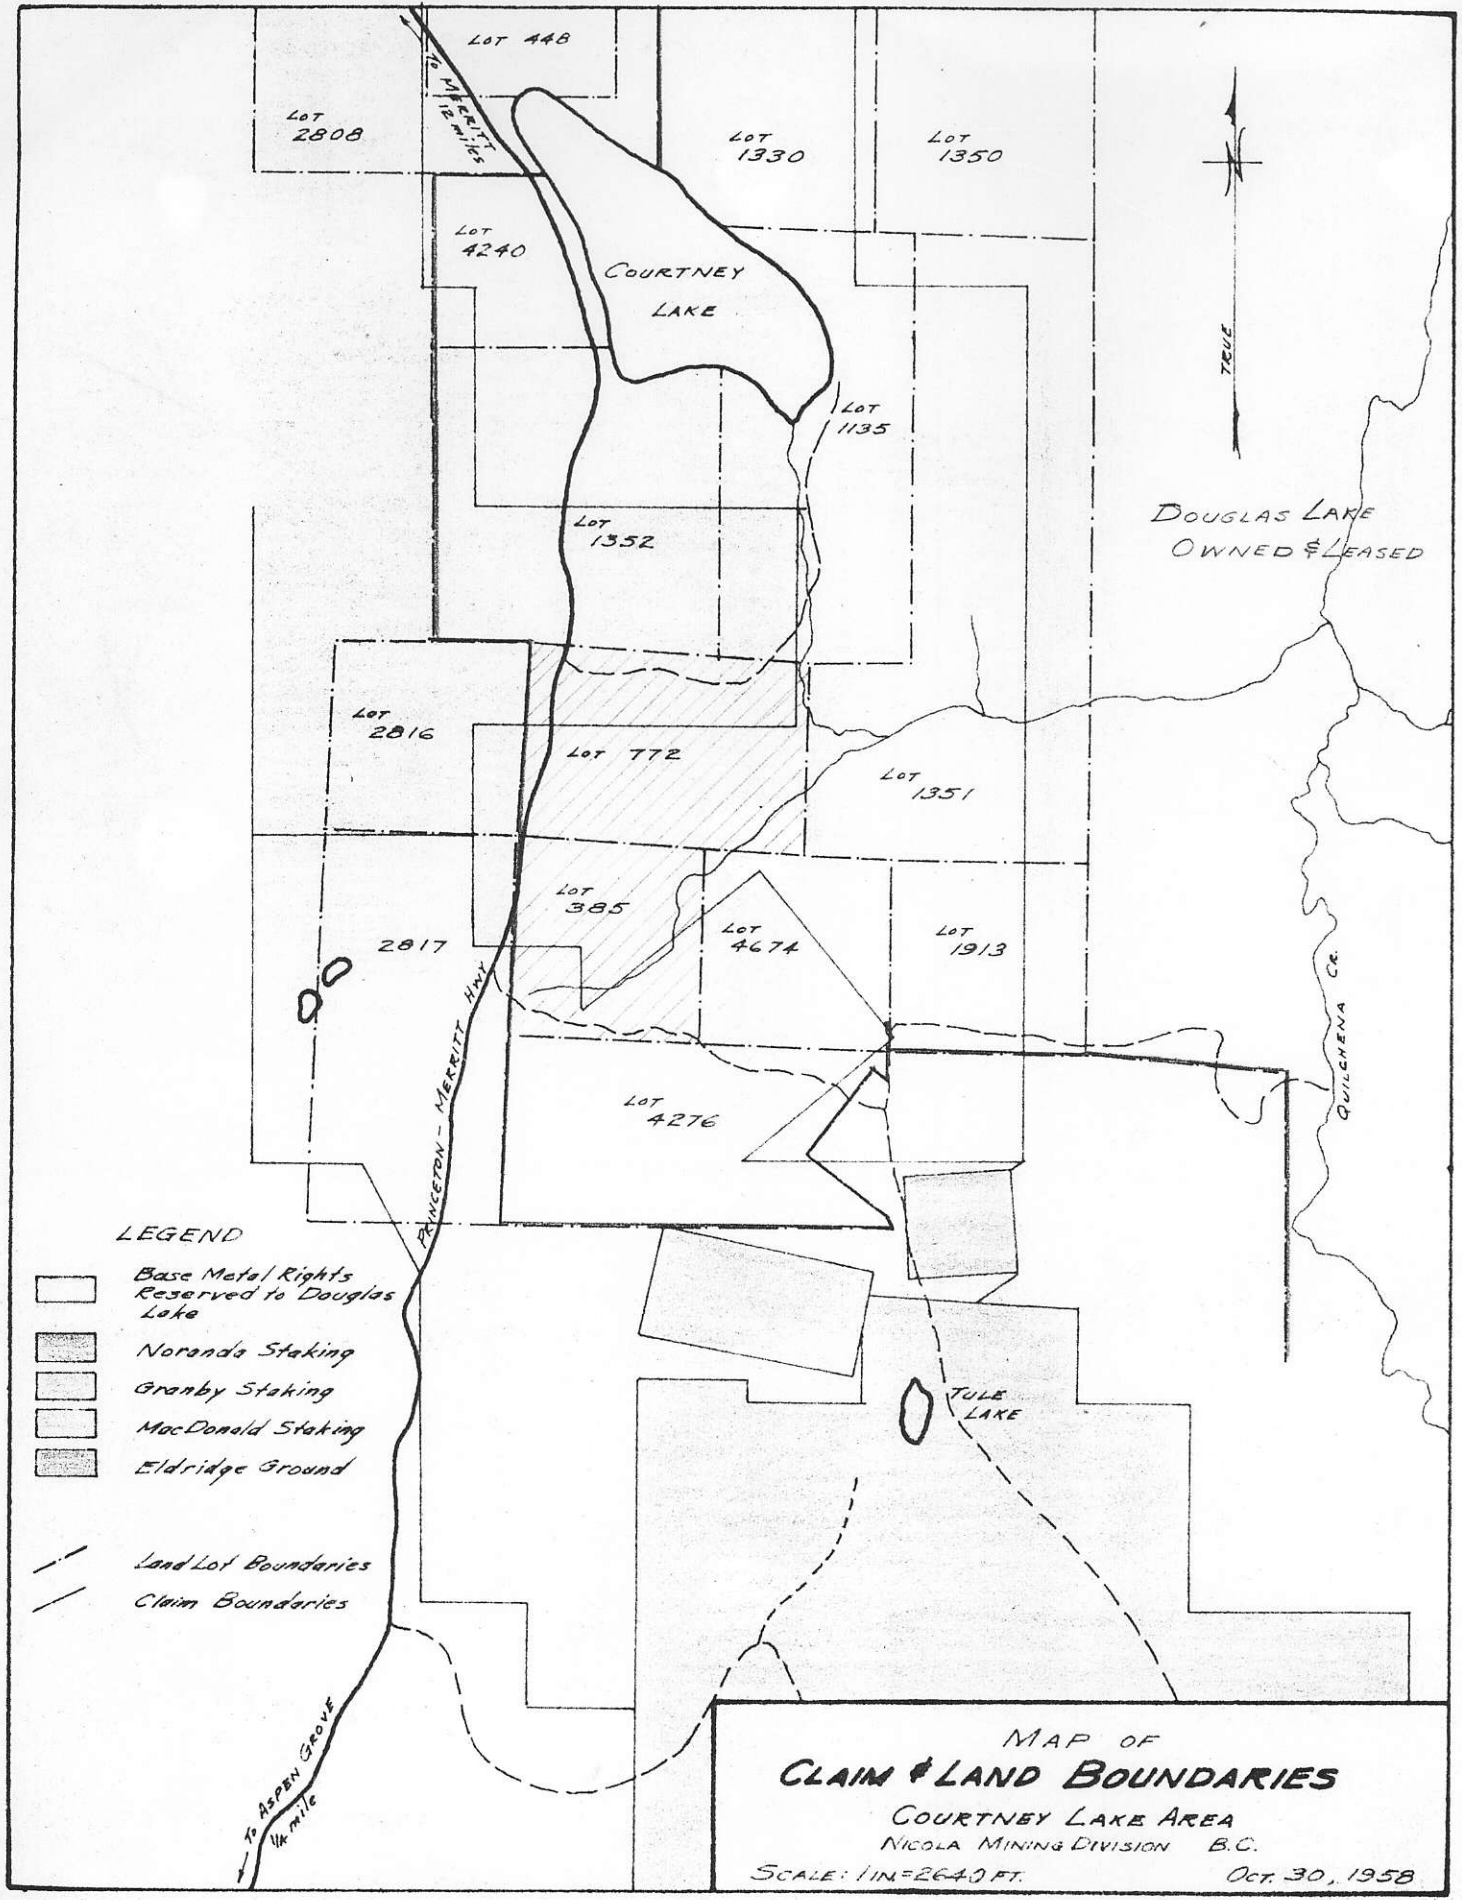 LOT 448
TO MERRITT
12 miles
LOT
2808
LOT
1330
LOT
1350
LOT
4240
COURTNEY
LAKE
TRUE
LOT
1135
DOUGLAS LAKE
OWNED & LEASED
LOT
1352
LOT
2816
LOT 772
LOT
1351
LOT
385
LOT
4674
LOT
1913
2817
PRINCETON - MERRITT HWY
QUILCHENA CR.
LOT
4276
LEGEND
Base Metal Rights
Reserved to Douglas
Lake
Noranda Staking
Granby Staking
MacDonald Staking
Eldridge Ground
Land Lot Boundaries
Claim Boundaries
TULE
LAKE
TO ASPEN GROVE
1/4 mile
MAP OF
CLAIM & LAND BOUNDARIES
COURTNEY LAKE AREA
NICOLA MINING DIVISION B.C.
SCALE: 1 IN = 2640 FT.
OCT. 30, 1958